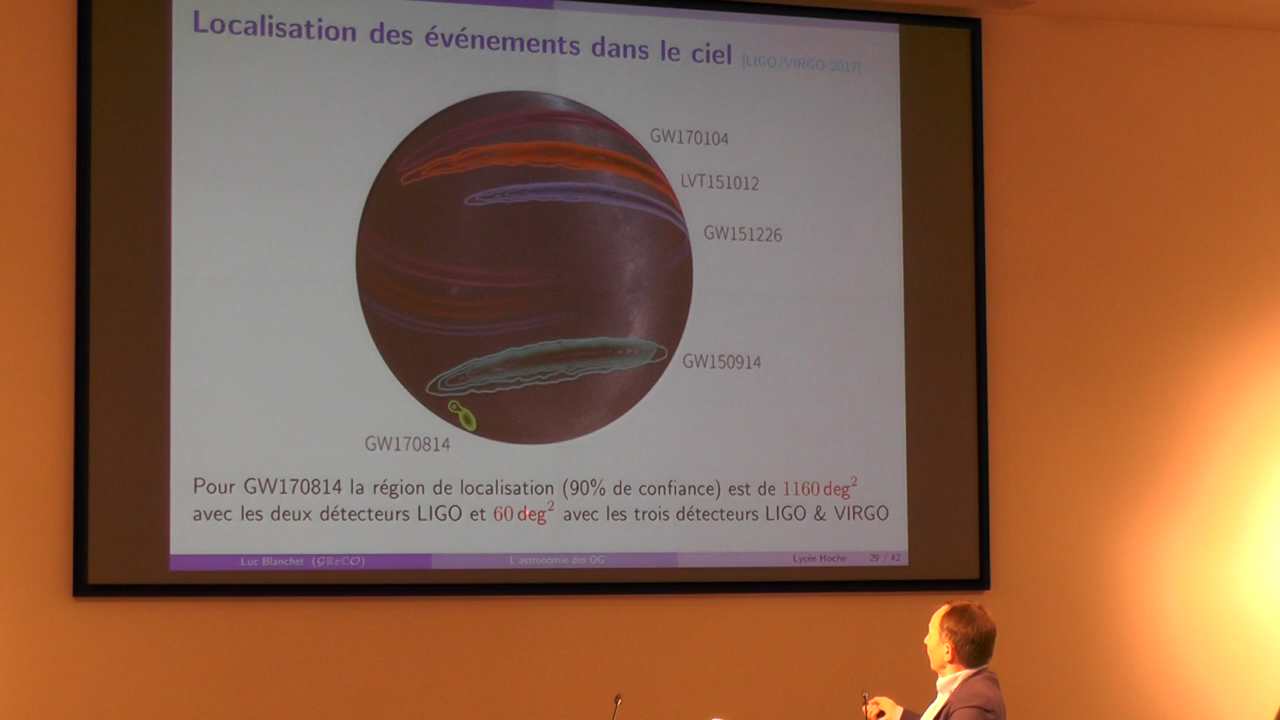 Localisation des événements dans le ciel [LIGO/VIRGO 2017]
GW170104
LVT151012
GW151226
GW150914
GW170814
Pour GW170814 la région de localisation (90% de confiance) est de 1160 deg²
avec les deux détecteurs LIGO et 60 deg² avec les trois détecteurs LIGO & VIRGO
Luc Blanchet (GReCO) L'astronomie des OG Lycée Hoche 29 / 42